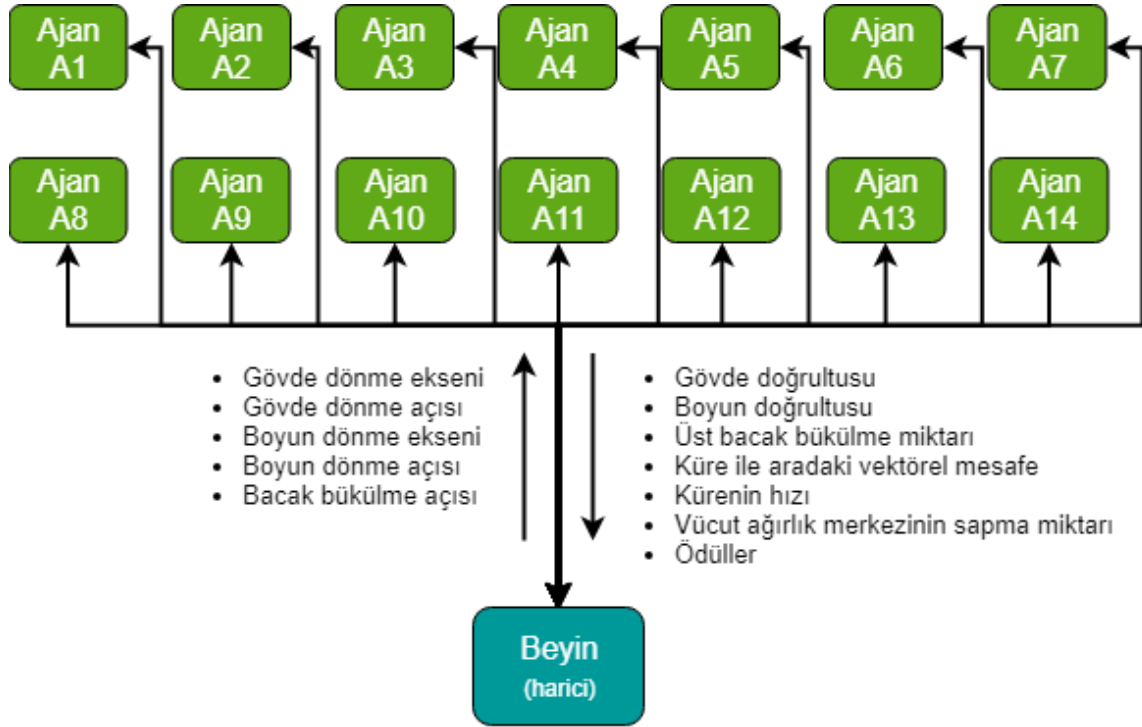 Ajan
A1
Ajan
A2
Ajan
A3
Ajan
A4
Ajan
A5
Ajan
A6
Ajan
A7
Ajan
A8
Ajan
A9
Ajan
A10
Ajan
A11
Ajan
A12
Ajan
A13
Ajan
A14
• Gövde dönme ekseni
• Gövde dönme açısı
• Boyun dönme ekseni
• Boyun dönme açısı
• Bacak bükülme açısı
• Gövde doğrultusu
• Boyun doğrultusu
• Üst bacak bükülme miktarı
• Küre ile aradaki vektörel mesafe
• Kürenin hızı
• Vücut ağırlık merkezinin sapma miktarı
• Ödüller
Beyin
(harici)